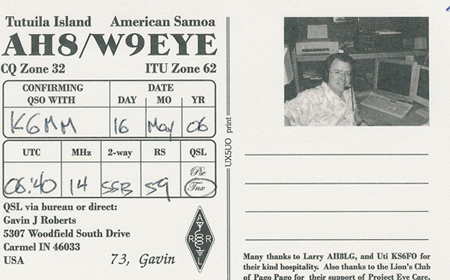 Tutuila Island American Samoa
AH8/W9EYE
CQ Zone 32 ITU Zone 62
CONFIRMING QSO WITH DATE
DAY MO YR
K6MM 16 May 06
UTC MHz 2-way RS QSL
06:40 14 SSB 59 Pse
Tnx
QSL via bureau or direct:
Gavin J Roberts
5307 Woodfield South Drive
Carmel IN 46033
USA 73, Gavin
A R R L
UX5UO print
Many thanks to Larry AH8LG, and Uti KS6FO for
their kind hospitality. Also thanks to the Lion's Club
of Pago Pago for their support of Project Eye Care.